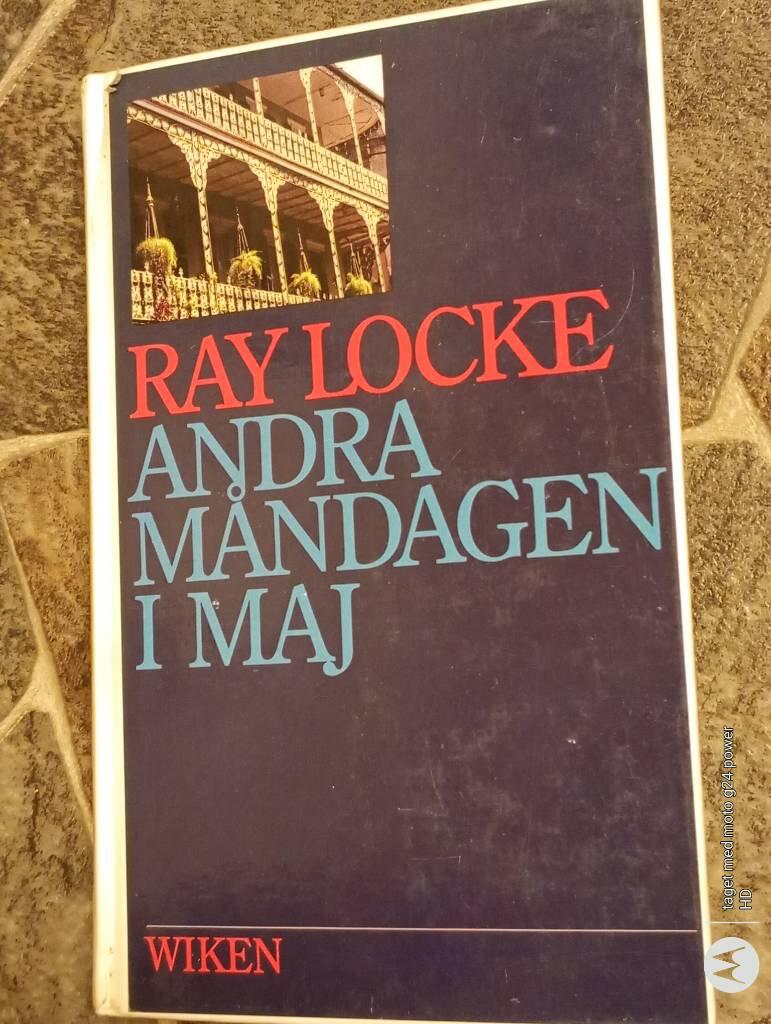 RAY LOCKE
ANDRA
MÅNDAGEN
I MAJ
WIKEN
taget med moto g24 power
HD